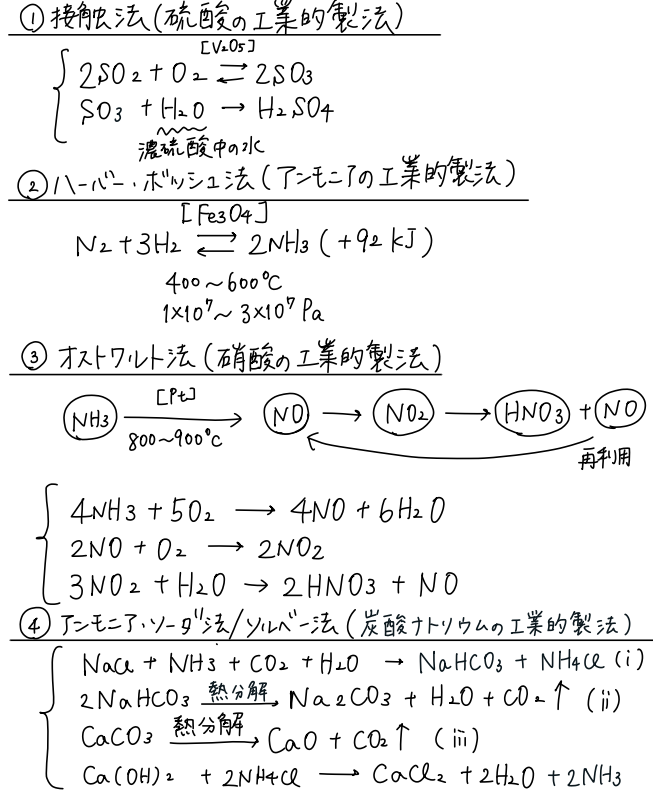 ① 接触法(硫酸の工業的製法)
[V₂O₅]
2SO₂ + O₂ ⇄ 2SO₃
SO₃ + H₂O → H₂SO₄
濃硫酸中の水
② ハーバー・ボッシュ法(アンモニアの工業的製法)
[Fe₃O₄]
N₂ + 3H₂ ⇄ 2NH₃ (+92kJ)
400~600℃
1×10⁷~3×10⁷Pa
③ オストワルト法(硝酸の工業的製法)
[Pt]
NH₃ → NO → NO₂ → HNO₃ + NO
800~900℃
再利用
4NH₃ + 5O₂ → 4NO + 6H₂O
2NO + O₂ → 2NO₂
3NO₂ + H₂O → 2HNO₃ + NO
④ アンモニア・ソーダ法/ソルベー法(炭酸ナトリウムの工業的製法)
NaCl + NH₃ + CO₂ + H₂O → NaHCO₃ + NH₄Cl (i)
2NaHCO₃ 熱分解→ Na₂CO₃ + H₂O + CO₂↑ (ii)
CaCO₃ 熱分解→ CaO + CO₂↑ (iii)
Ca(OH)₂ + 2NH₄Cl → CaCl₂ + 2H₂O + 2NH₃